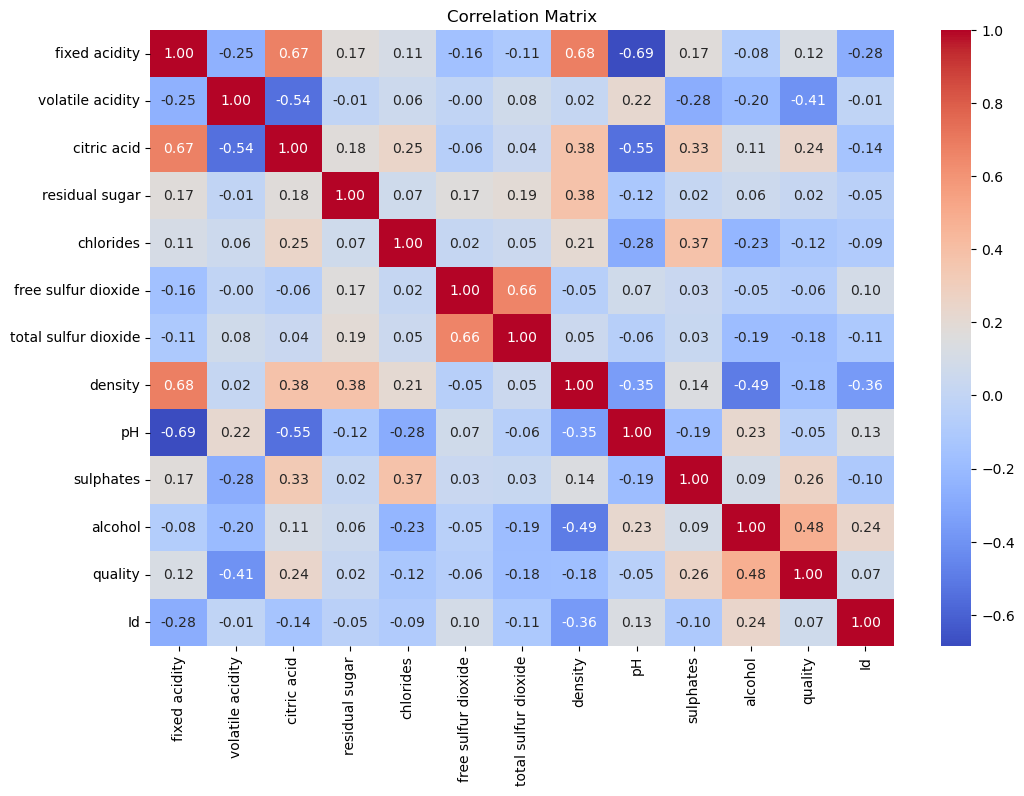 Correlation Matrix
fixed acidity 1.00 -0.25 0.67 0.17 0.11 -0.16 -0.11 0.68 -0.69 0.17 -0.08 0.12 -0.28
volatile acidity -0.25 1.00 -0.54 -0.01 0.06 -0.00 0.08 0.02 0.22 -0.28 -0.20 -0.41 -0.01
citric acid 0.67 -0.54 1.00 0.18 0.25 -0.06 0.04 0.38 -0.55 0.33 0.11 0.24 -0.14
residual sugar 0.17 -0.01 0.18 1.00 0.07 0.17 0.19 0.38 -0.12 0.02 0.06 0.02 -0.05
chlorides 0.11 0.06 0.25 0.07 1.00 0.02 0.05 0.21 -0.28 0.37 -0.23 -0.12 -0.09
free sulfur dioxide -0.16 -0.00 -0.06 0.17 0.02 1.00 0.66 -0.05 0.07 0.03 -0.05 -0.06 0.10
total sulfur dioxide -0.11 0.08 0.04 0.19 0.05 0.66 1.00 0.05 -0.06 0.03 -0.19 -0.18 -0.11
density 0.68 0.02 0.38 0.38 0.21 -0.05 0.05 1.00 -0.35 0.14 -0.49 -0.18 -0.36
pH -0.69 0.22 -0.55 -0.12 -0.28 0.07 -0.06 -0.35 1.00 -0.19 0.23 -0.05 0.13
sulphates 0.17 -0.28 0.33 0.02 0.37 0.03 0.03 0.14 -0.19 1.00 0.09 0.26 -0.10
alcohol -0.08 -0.20 0.11 0.06 -0.23 -0.05 -0.19 -0.49 0.23 0.09 1.00 0.48 0.24
quality 0.12 -0.41 0.24 0.02 -0.12 -0.06 -0.18 -0.18 -0.05 0.26 0.48 1.00 0.07
Id -0.28 -0.01 -0.14 -0.05 -0.09 0.10 -0.11 -0.36 0.13 -0.10 0.24 0.07 1.00
fixed acidity
volatile acidity
citric acid
residual sugar
chlorides
free sulfur dioxide
total sulfur dioxide
density
pH
sulphates
alcohol
quality
Id
1.0
0.8
0.6
0.4
0.2
0.0
−0.2
−0.4
−0.6